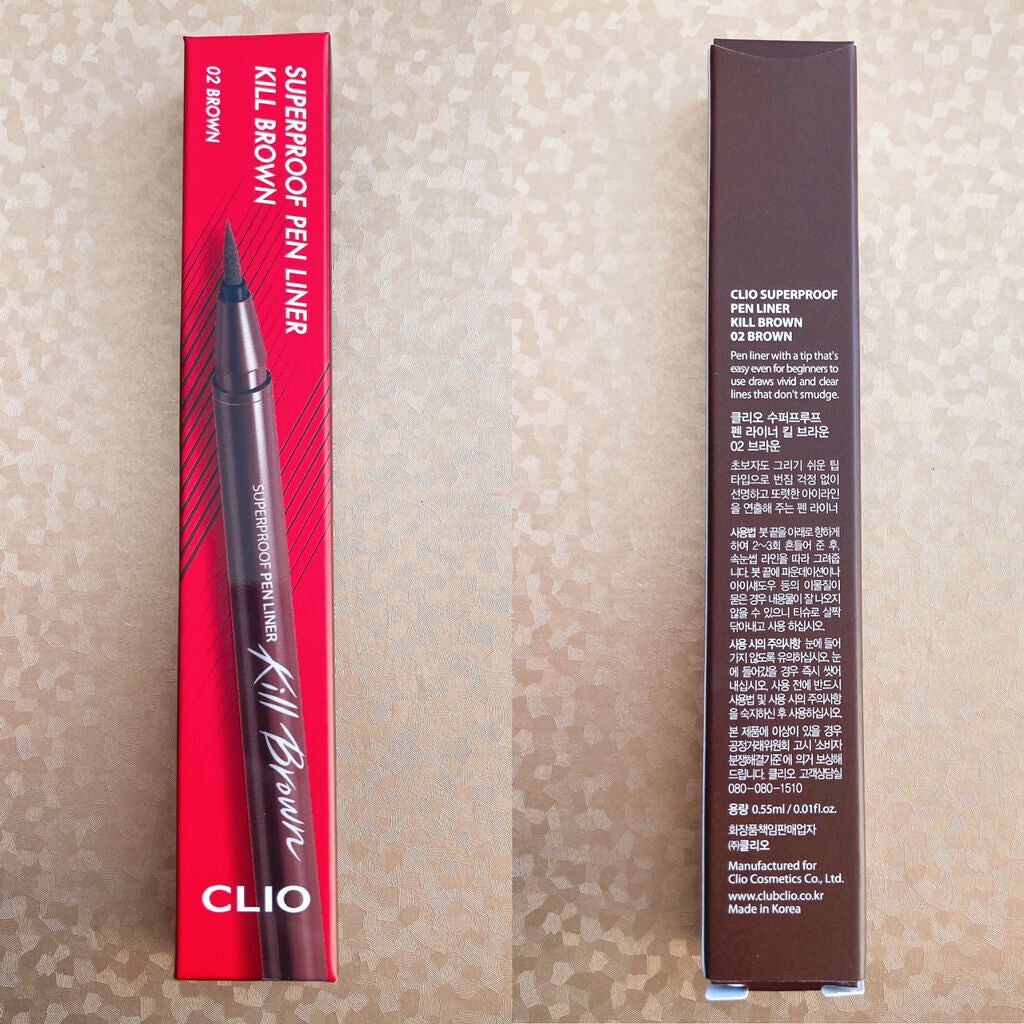 SUPERPROOF PEN LINER
KILL BROWN
02 BROWN
SUPERPROOF PEN LINER
Kill Brown
CLIO
CLIO SUPERPROOF
PEN LINER
KILL BROWN
02 BROWN
Pen liner with a tip that's
easy even for beginners to
use draws vivid and clear
lines that don't smudge.
클리오 수퍼프루프
펜 라이너 킬 브라운
02 브라운
초보자도 그리기 쉬운 팁
타입으로 번짐 걱정 없이
선명하고 또렷한 아이라인
을 연출해 주는 펜 라이너
사용법 붓 끝을 아래로 향하게
하여 2~3회 흔들어 준 후,
속눈썹 라인을 따라 그려줍
니다. 붓 끝에 파운데이션이나
아이섀도우 등의 이물질이
묻은 경우 내용물이 잘 나오지
않을 수 있으니 티슈로 살짝
닦아내고 사용 하십시오.
사용 시의 주의사항 눈에 들어
가지 않도록 유의하십시오. 눈
에 들어갔을 경우 즉시 씻어
내십시오. 사용 전에 반드시
사용법 및 사용 시의 주의사항
을 숙지하신 후 사용하십시오.
본 제품에 이상이 있을 경우
공정거래위원회 고시 '소비자
분쟁해결기준'에 의거 보상해
드립니다. 클리오 고객상담실
080-080-1510
용량 0.55ml / 0.01fl.oz.
화장품책임판매업자
㈜클리오
Manufactured for
Clio Cosmetics Co., Ltd.
www.clubclio.co.kr
Made in Korea